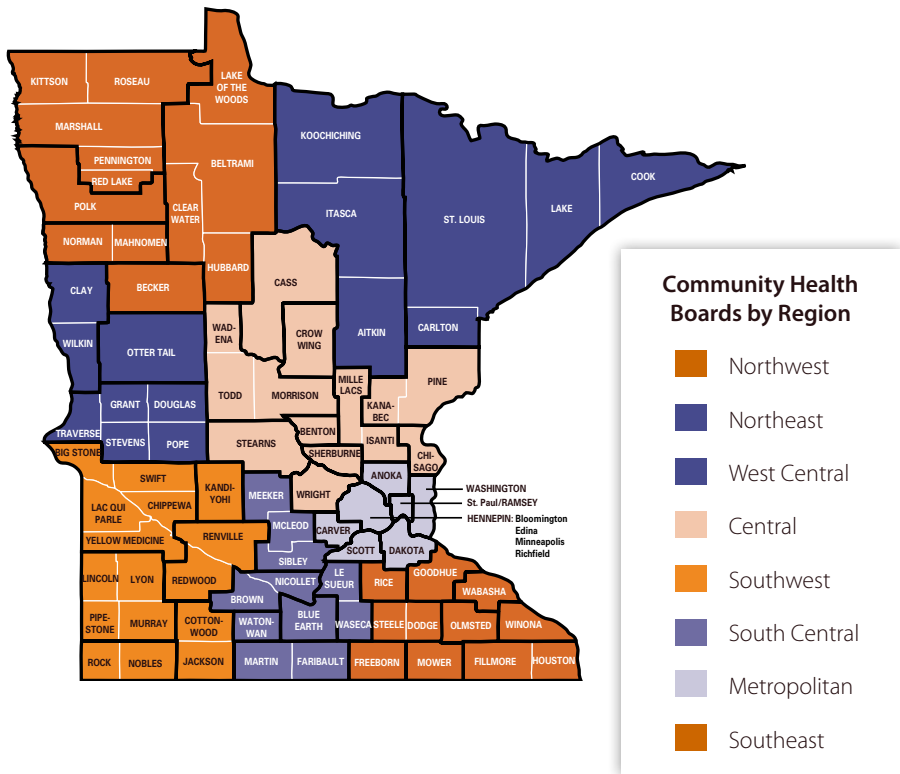 KITTSON
ROSEAU
LAKE
OF THE
WOODS
MARSHALL
KOOCHICHING
PENNINGTON
BELTRAMI
RED LAKE
COOK
POLK
CLEAR
WATER
ITASCA
ST. LOUIS
LAKE
NORMAN
MAHNOMEN
HUBBARD
CASS
CLAY
BECKER
WAD-
ENA
CROW
WING
AITKIN
CARLTON
WILKIN
OTTER TAIL
MILLE
LACS
PINE
TODD
MORRISON
KANA-
BEC
GRANT
DOUGLAS
TRAVERSE
BENTON
STEVENS
POPE
STEARNS
ISANTI
BIG STONE
SHERBURNE
CHI-
SAGO
SWIFT
KANDI-
YOHI
ANOKA
MEEKER
WRIGHT
WASHINGTON
St. Paul/RAMSEY
HENNEPIN: Bloomington
Edina
Minneapolis
Richfield
LAC QUI
PARLE
CHIPPEWA
MCLEOD
CARVER
YELLOW MEDICINE
RENVILLE
SCOTT
DAKOTA
SIBLEY
LINCOLN
LYON
REDWOOD
NICOLLET
LE
SUEUR
RICE
GOODHUE
WABASHA
BROWN
PIPE-
STONE
MURRAY
COTTON-
WOOD
WATON-
WAN
BLUE
EARTH
WASECA
STEELE
DODGE
OLMSTED
WINONA
ROCK
NOBLES
JACKSON
MARTIN
FARIBAULT
FREEBORN
MOWER
FILLMORE
HOUSTON
Community Health
Boards by Region
Northwest
Northeast
West Central
Central
Southwest
South Central
Metropolitan
Southeast